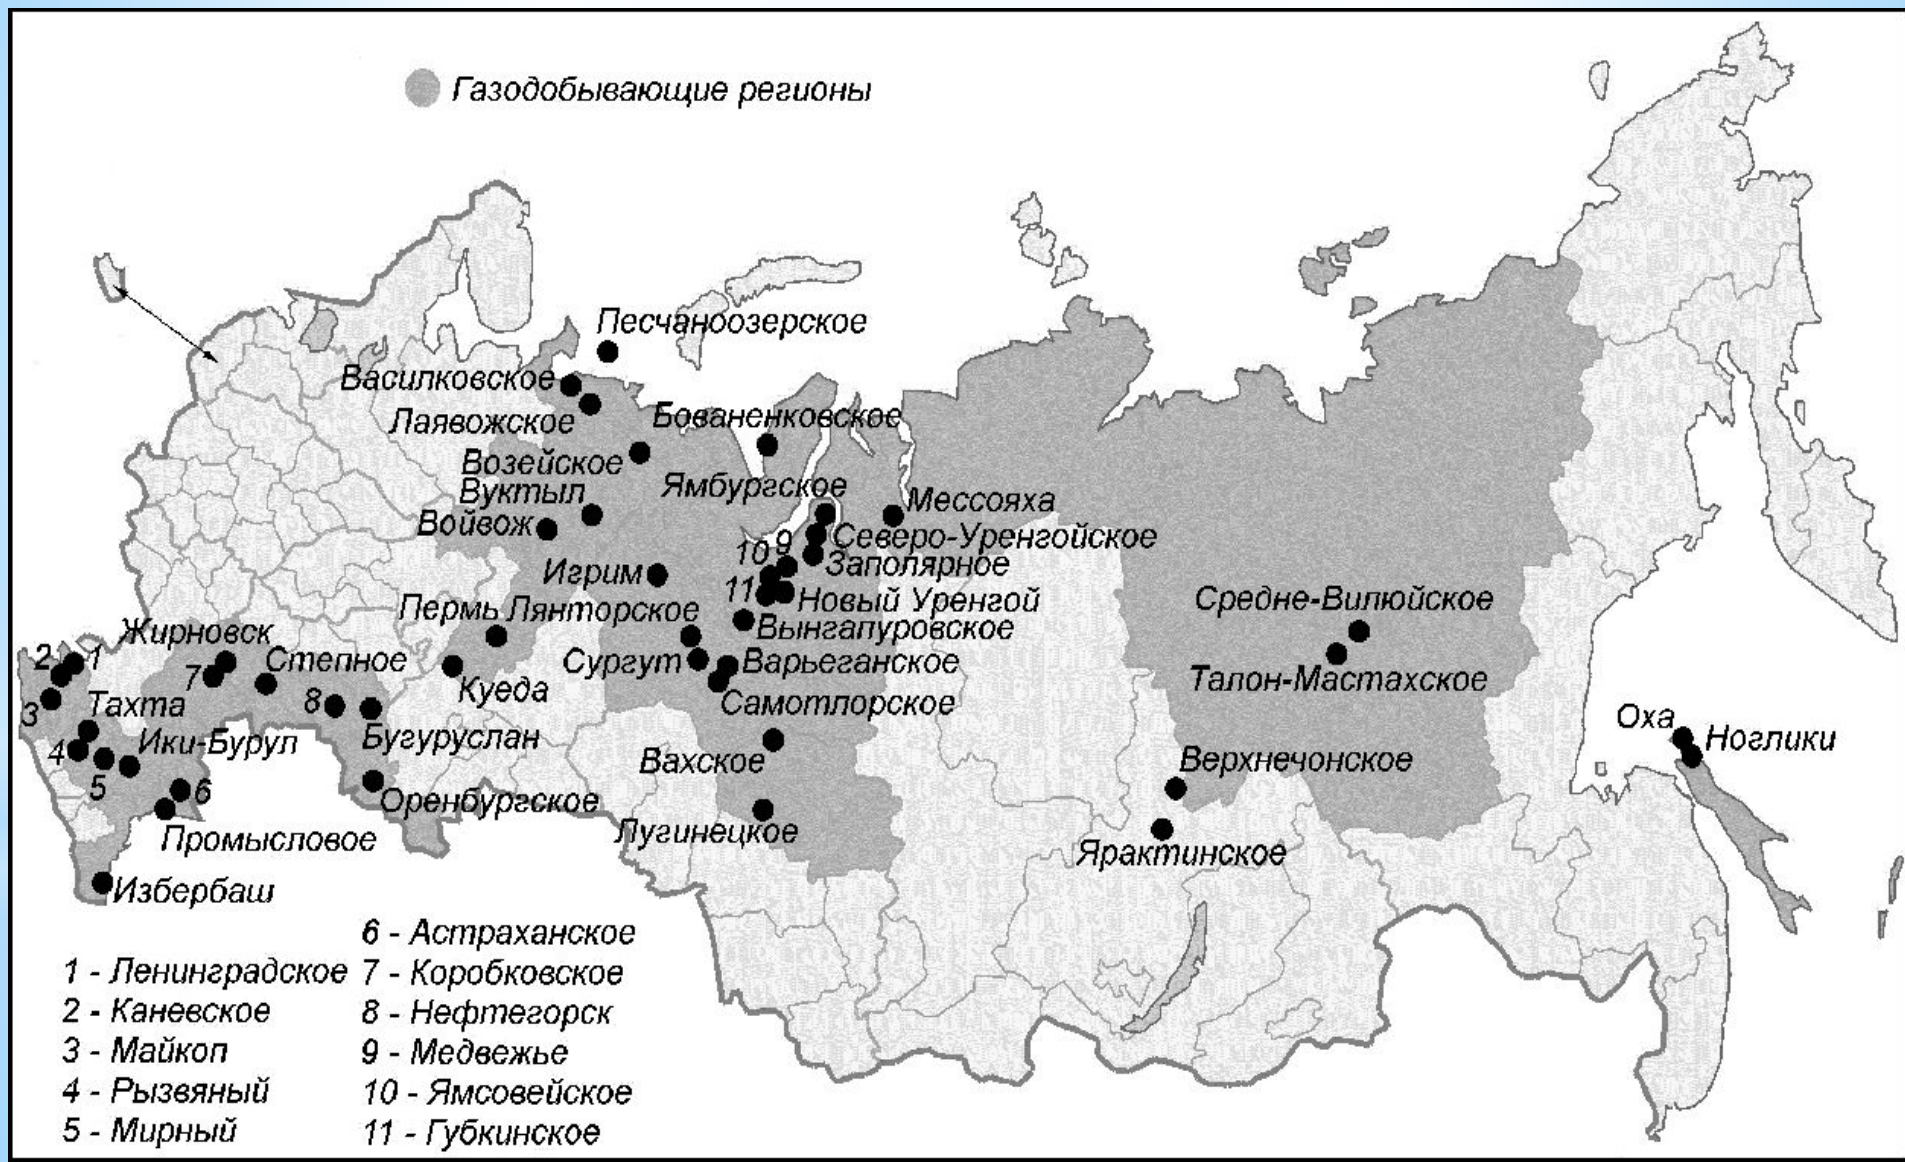 Газодобывающие регионы
Песчаноозерское
Василковское
Лаявожское
Бованенковское
Возейское
Вуктыл
Ямбургское
Войвож
Мессояха
Северо-Уренгойское
9
10
Заполярное
Игрим
11
Новый Уренгой
Пермь
Лянторское
Вынгапуровское
Средне-Вилюйское
Жирновск
2
1
Степное
Сургут
Варьеганское
7
Куеда
Талон-Мастахское
8
Тахта
3
Самотлорское
Оха
Ноглики
Бугуруслан
Ики-Бурул
4
Вахское
Верхнечонское
5
6
Оренбургское
Промысловое
Лугинецкое
Ярактинское
Избербаш
1 - Ленинградское
2 - Каневское
3 - Майкоп
4 - Рызвяный
5 - Мирный
6 - Астраханское
7 - Коробковское
8 - Нефтегорск
9 - Медвежье
10 - Ямсовейское
11 - Губкинское